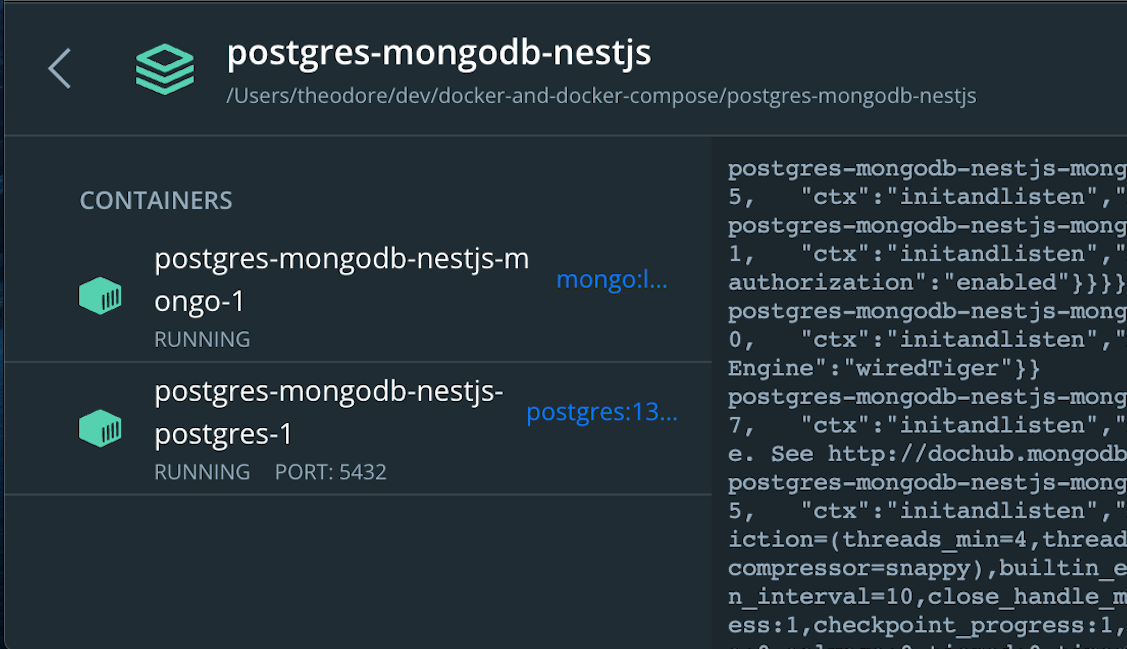 postgres-mongodb-nestjs
/Users/theodore/dev/docker-and-docker-compose/postgres-mongodb-nestjs
CONTAINERS
postgres-mongodb-nestjs-m
ongo-1
mongo:l...
RUNNING
postgres-mongodb-nestjs-
postgres-1
postgres:13...
RUNNING PORT: 5432
postgres-mongodb-nestjs-mong
5, "ctx":"initandlisten","
postgres-mongodb-nestjs-mong
1, "ctx":"initandlisten","
authorization":"enabled"}}}}
postgres-mongodb-nestjs-mong
0, "ctx":"initandlisten","
Engine":"wiredTiger"}}
postgres-mongodb-nestjs-mong
7, "ctx":"initandlisten","
e. See http://dochub.mongodb
postgres-mongodb-nestjs-mong
5, "ctx":"initandlisten","
iction=(threads_min=4,thread
compressor=snappy),builtin_e
n_interval=10,close_handle_m
ess:1,checkpoint_progress:1,